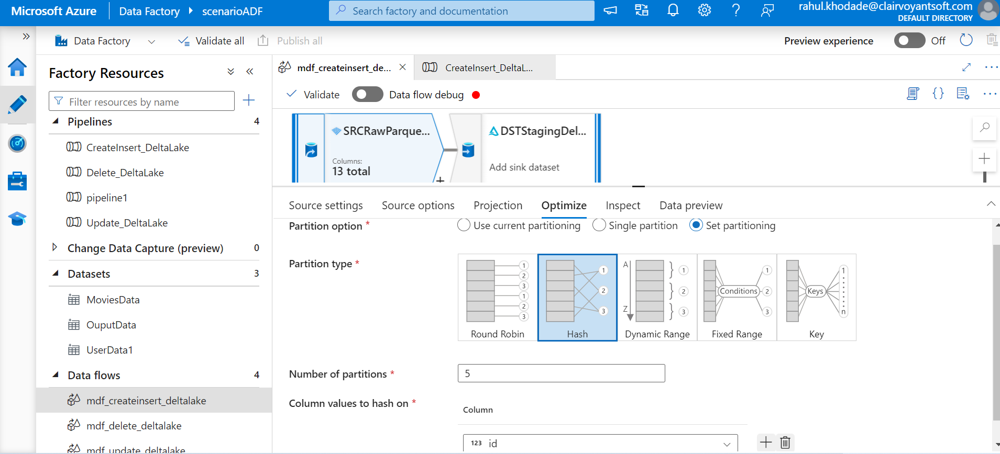 Microsoft Azure
Data Factory
scenarioADF
Search factory and documentation
rahul.khodade@clairvoyantsoft.com
DEFAULT DIRECTORY
Data Factory
Validate all
Publish all
Preview experience
Off
Factory Resources
Filter resources by name
Pipelines 4
CreateInsert_DeltaLake
Delete_DeltaLake
pipeline1
Update_DeltaLake
Change Data Capture (preview) 0
Datasets 3
MoviesData
OuputData
UserData1
Data flows 4
mdf_createinsert_deltalake
mdf_delete_deltalake
mdf_update_deltalake
mdf_createinsert_de...
CreateInsert_DeltaL...
Validate
Data flow debug
SRCRawParque...
Columns:
13 total
DSTStagingDel...
Add sink dataset
Source settings
Source options
Projection
Optimize
Inspect
Data preview
Partition option *
Use current partitioning
Single partition
Set partitioning
Partition type *
1
2
3
1
2
3
Round Robin
1
2
3
Hash
A
Z
1
2
3
Dynamic Range
Conditions
1
2
3
Fixed Range
Keys
1
n
Key
Number of partitions *
5
Column values to hash on *
Column
123 id